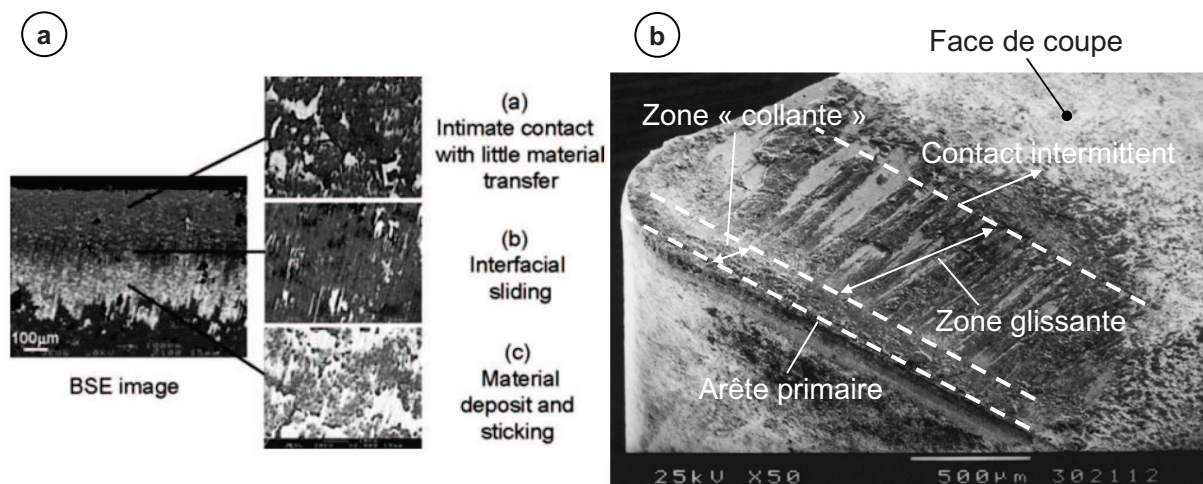 a
(a)
Intimate contact
with little material
transfer
(b)
Interfacial
sliding
(c)
Material
deposit and
sticking
100µm
BSE image
b
Face de coupe
Zone « collante »
Contact intermittent
Zone glissante
Arête primaire
25kV X50 500µm 302112